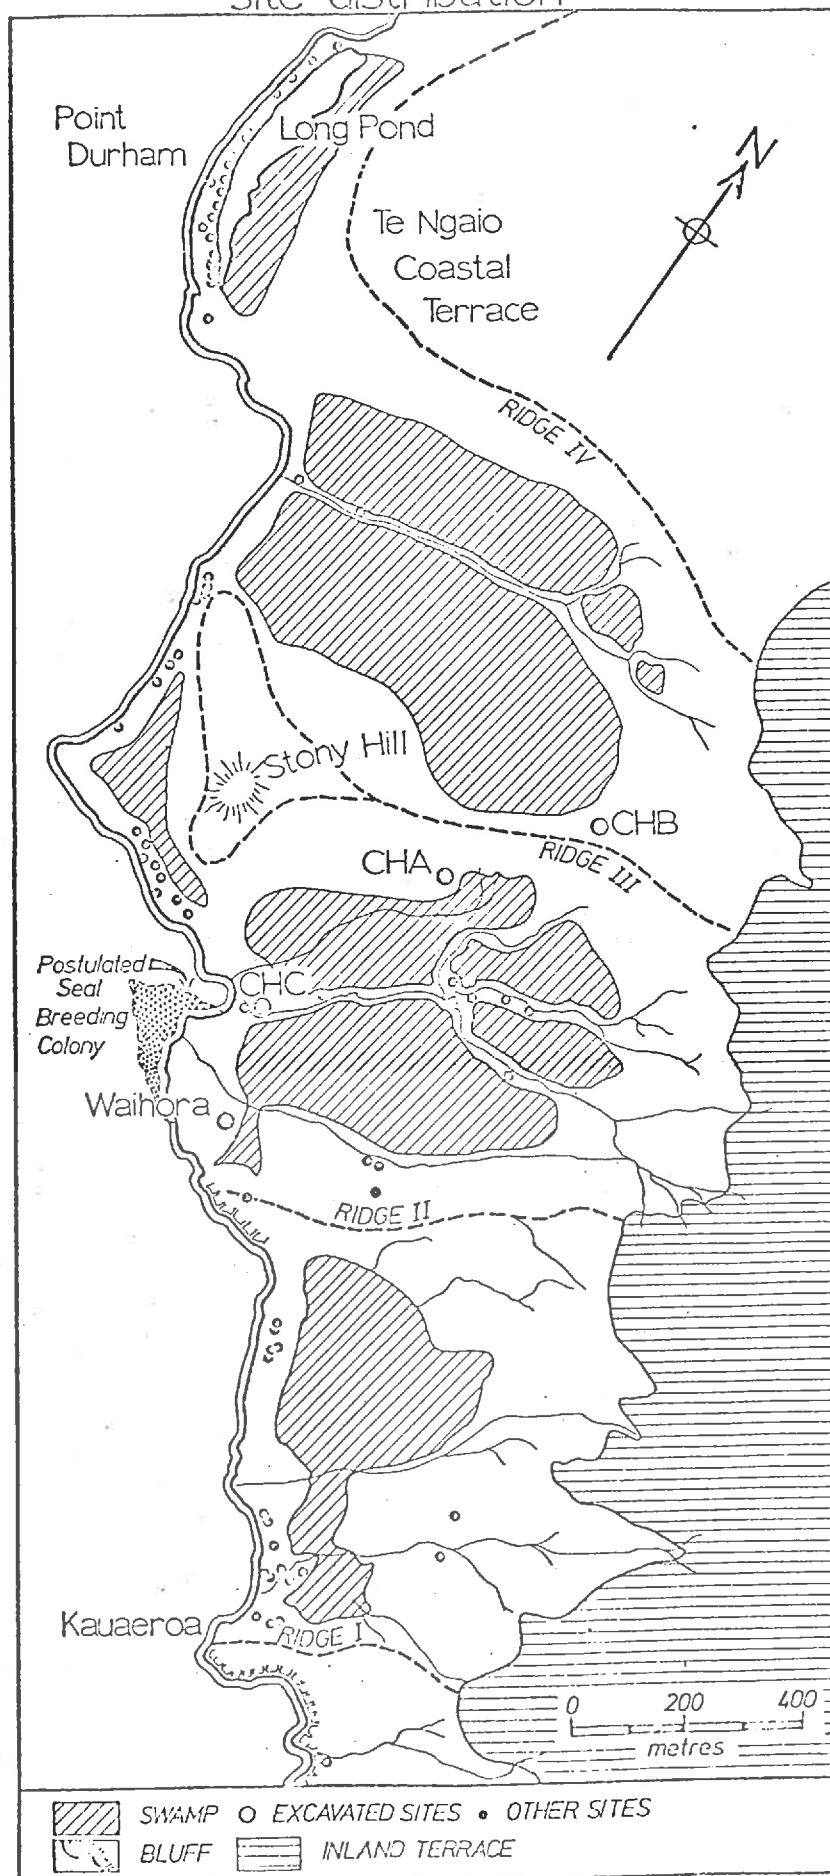 Site distribution
Point
Durham
Long Pond
N
Te Ngaio
Coastal
Terrace
RIDGE IV
Stony Hill
CHB
RIDGE III
CHA
Postulated
Seal
Breeding
Colony
CHC
Waihora
RIDGE II
Kauaeroa
RIDGE I
0 200 400
metres
SWAMP EXCAVATED SITES OTHER SITES
BLUFF INLAND TERRACE